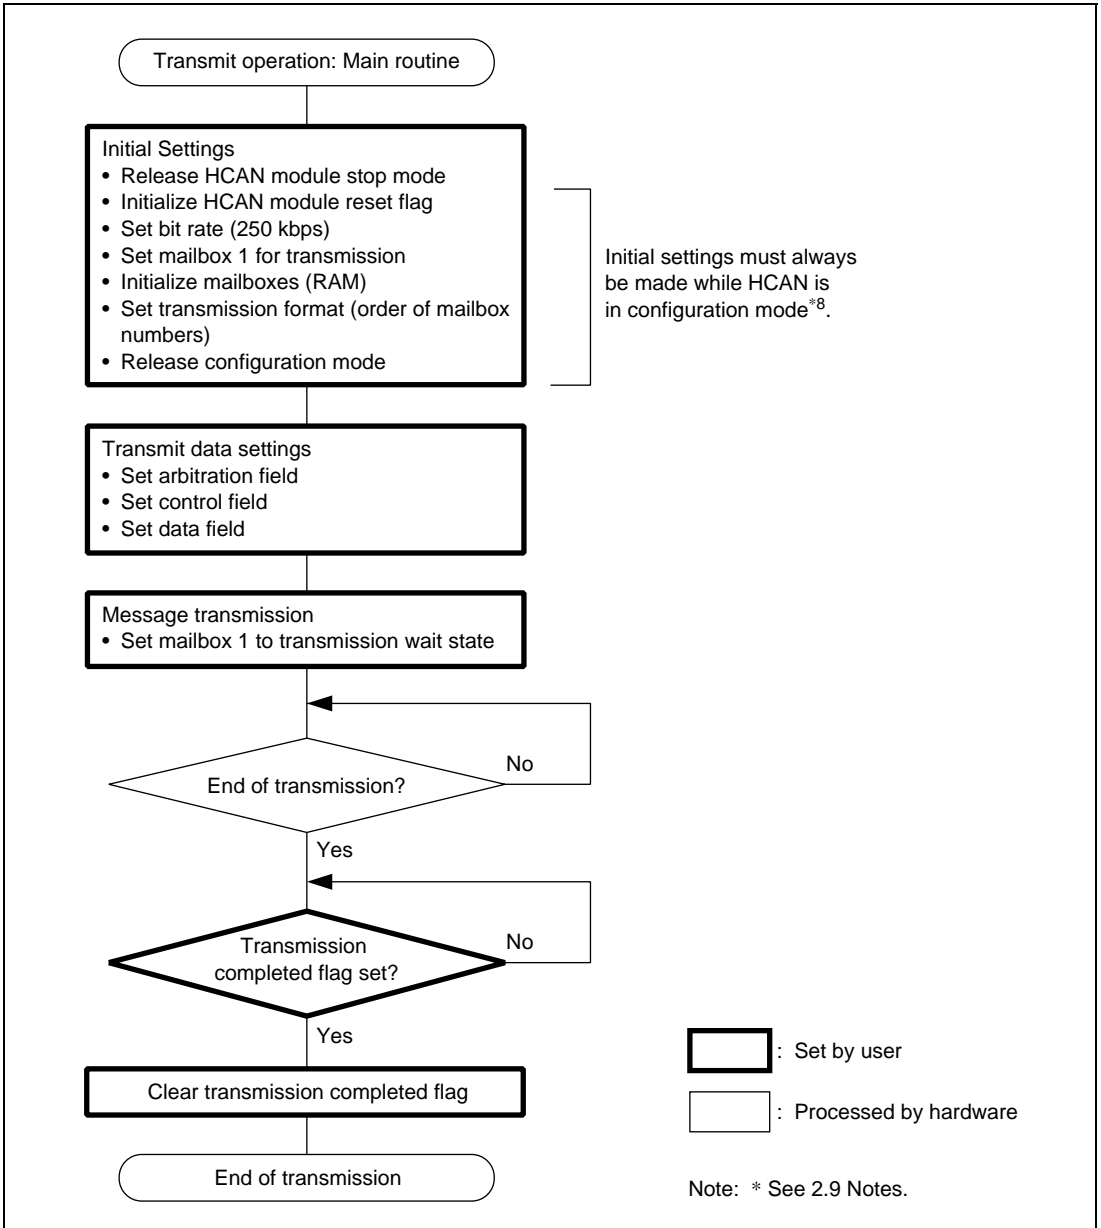 Transmit operation: Main routine
Initial Settings
• Release HCAN module stop mode
• Initialize HCAN module reset flag
• Set bit rate (250 kbps)
• Set mailbox 1 for transmission
• Initialize mailboxes (RAM)
• Set transmission format (order of mailbox
numbers)
• Release configuration mode
Initial settings must always
be made while HCAN is
in configuration mode*8.
Transmit data settings
• Set arbitration field
• Set control field
• Set data field
Message transmission
• Set mailbox 1 to transmission wait state
End of transmission?
No
Yes
Transmission
completed flag set?
No
Yes
Clear transmission completed flag
End of transmission
: Set by user
: Processed by hardware
Note: * See 2.9 Notes.